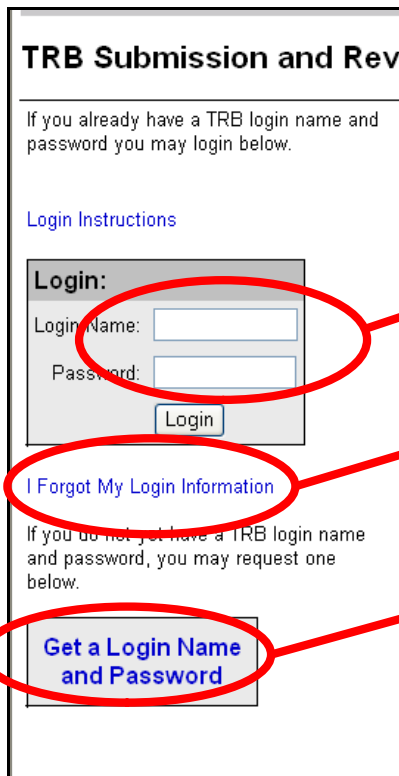 TRB Submission and Rev
If you already have a TRB login name and
password you may login below.
Login Instructions
Login:
Login Name:
Password:
Login
I Forgot My Login Information
If you do not yet have a TRB login name
and password, you may request one
below.
Get a Login Name
and Password